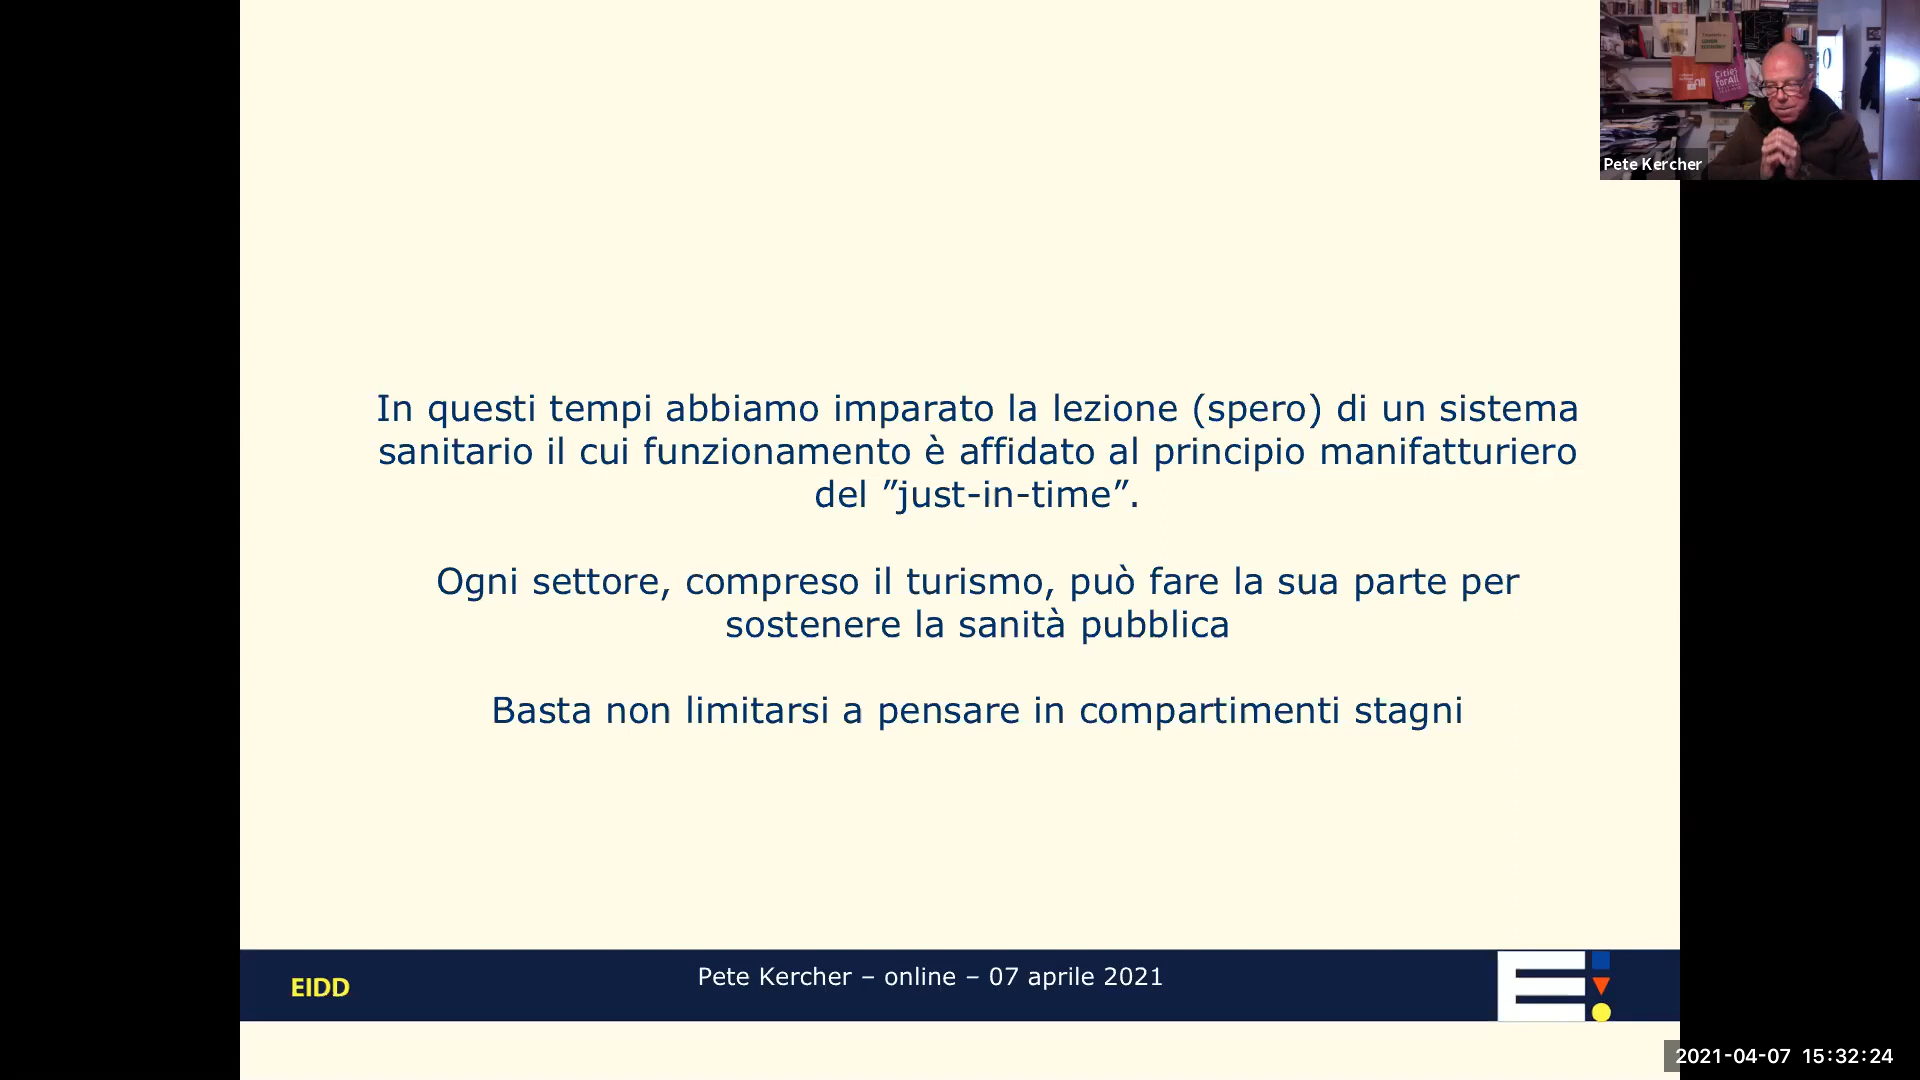 In questi tempi abbiamo imparato la lezione (spero) di un sistema
sanitario il cui funzionamento è affidato al principio manifatturiero
del ”just-in-time”.
Ogni settore, compreso il turismo, può fare la sua parte per
sostenere la sanità pubblica
Basta non limitarsi a pensare in compartimenti stagni
Cities
forAll
Pete Kercher
EIDD
Pete Kercher – online – 07 aprile 2021
2021-04-07 15:32:24